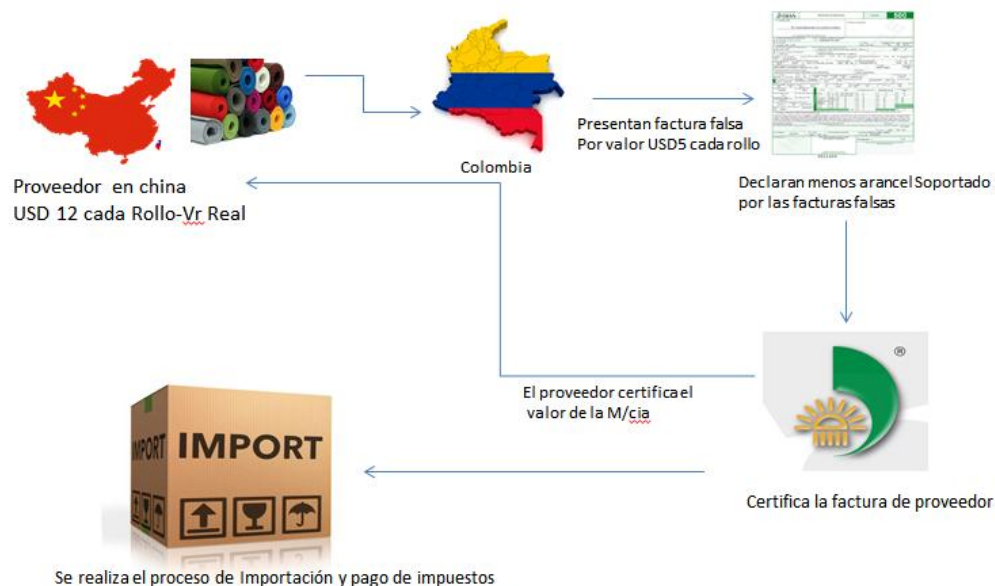 Proveedor en china
USD 12 cada Rollo-Vr Real
Colombia
Presentan factura falsa
Por valor USD5 cada rollo
500
Declaran menos arancel Soportado
por las facturas falsas
®
Certifica la factura de proveedor
El proveedor certifica el
valor de la M/cia
IMPORT
IMPORT
Se realiza el proceso de Importación y pago de impuestos